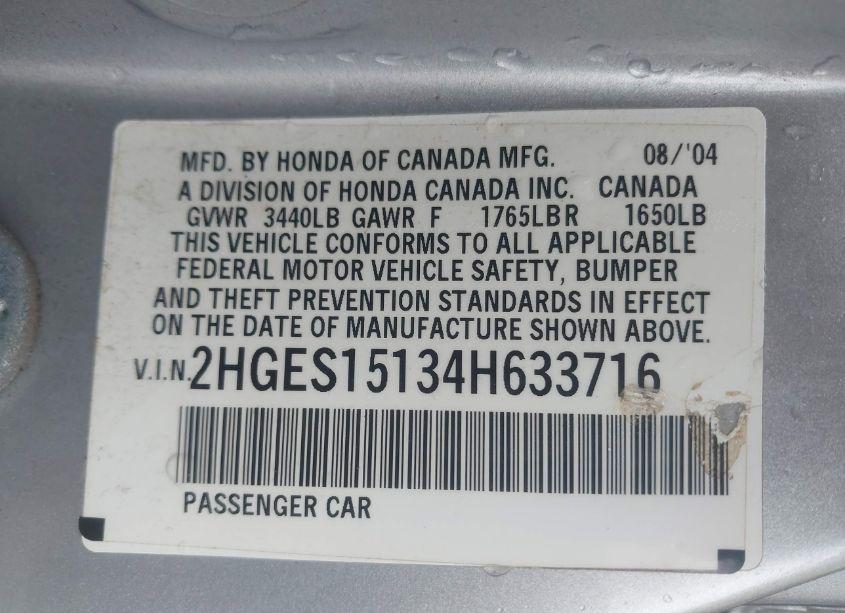 MFD. BY HONDA OF CANADA MFG. 08/'04
A DIVISION OF HONDA CANADA INC. CANADA
GVWR 3440LB GAWR F 1765LB R 1650LB
THIS VEHICLE CONFORMS TO ALL APPLICABLE
FEDERAL MOTOR VEHICLE SAFETY, BUMPER
AND THEFT PREVENTION STANDARDS IN EFFECT
ON THE DATE OF MANUFACTURE SHOWN ABOVE.
V.I.N. 2HGES15134H633716
PASSENGER CAR